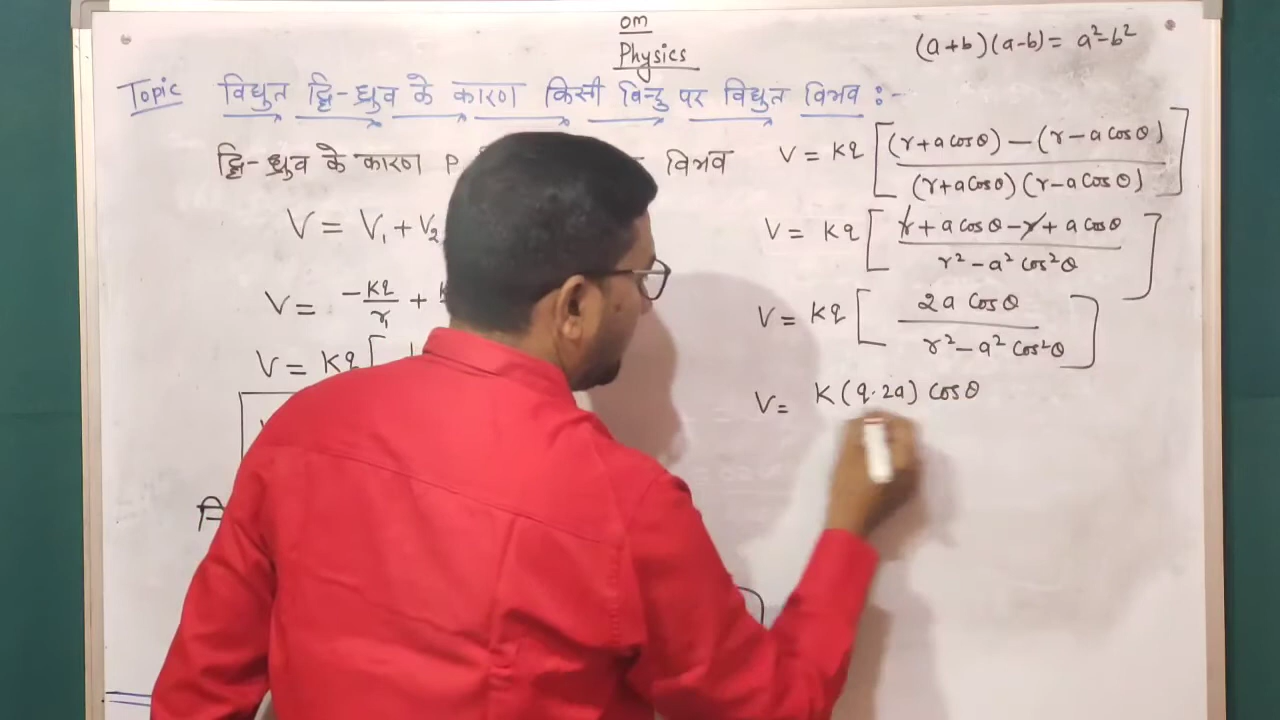 om
Physics
(a+b)(a-b) = a²-b²
Topic विद्युत द्वि-ध्रुव के कारण किसी बिन्दु पर विद्युत विभव :-
द्वि-ध्रुव के कारण P विभव
V = V₁ + V₂
V = -Kq/r₁ +
V = Kq [
V = Kq [ (r+a cosθ) - (r-a cosθ) / (r+a cosθ)(r-a cosθ) ]
V = Kq [ r+a cosθ-r+a cosθ / r²-a² cos²θ ]
V = Kq [ 2a cosθ / r²-a² cos²θ ]
V = K(q.2a) cosθ